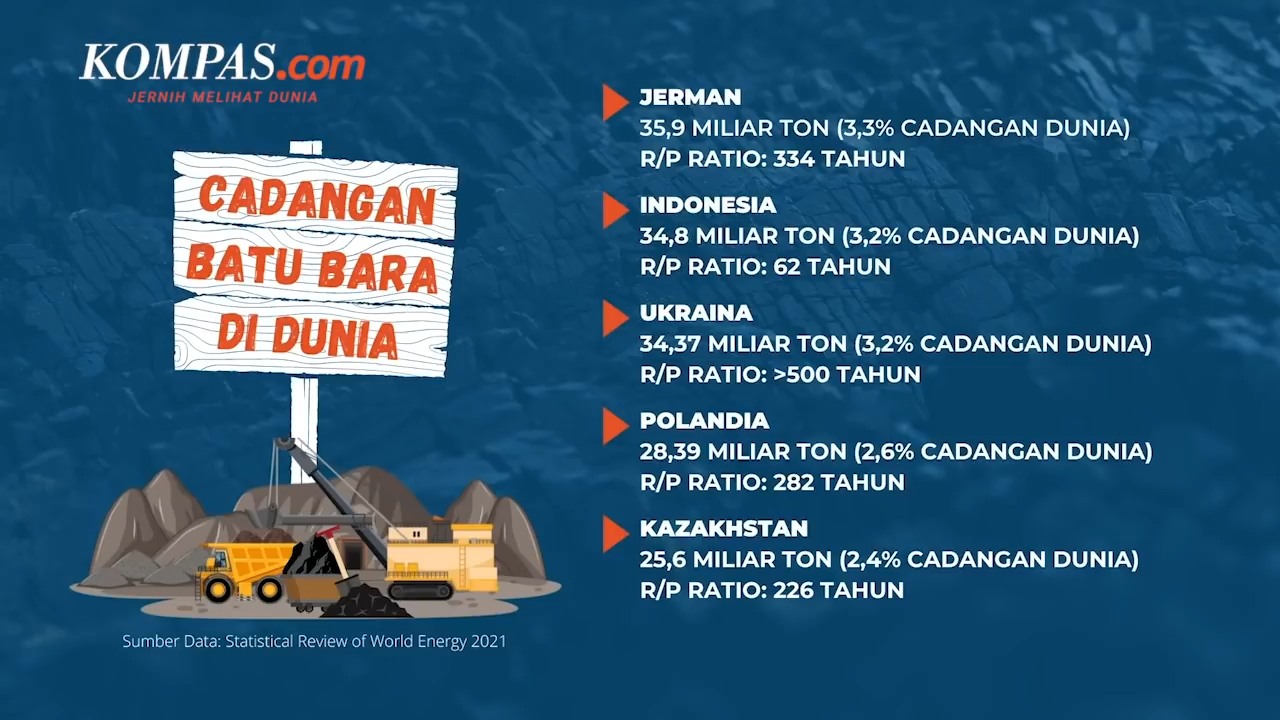 KOMPAS.com
JERNIH MELIHAT DUNIA
CADANGAN
BATU BARA
DI DUNIA
Sumber Data: Statistical Review of World Energy 2021
JERMAN
35,9 MILIAR TON (3,3% CADANGAN DUNIA)
R/P RATIO: 334 TAHUN
INDONESIA
34,8 MILIAR TON (3,2% CADANGAN DUNIA)
R/P RATIO: 62 TAHUN
UKRAINA
34,37 MILIAR TON (3,2% CADANGAN DUNIA)
R/P RATIO: >500 TAHUN
POLANDIA
28,39 MILIAR TON (2,6% CADANGAN DUNIA)
R/P RATIO: 282 TAHUN
KAZAKHSTAN
25,6 MILIAR TON (2,4% CADANGAN DUNIA)
R/P RATIO: 226 TAHUN